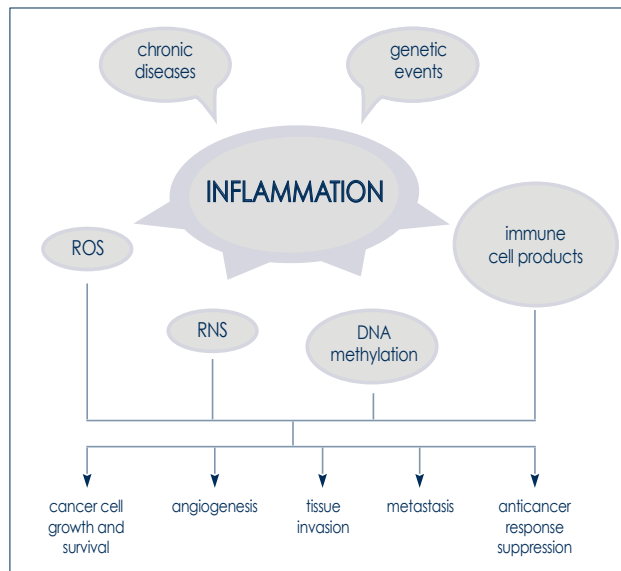 chronic
diseases
genetic
events
INFLAMMATION
ROS
immune
cell products
RNS
DNA
methylation
cancer cell
growth and
survival
angiogenesis
tissue
invasion
metastasis
anticancer
response
suppression